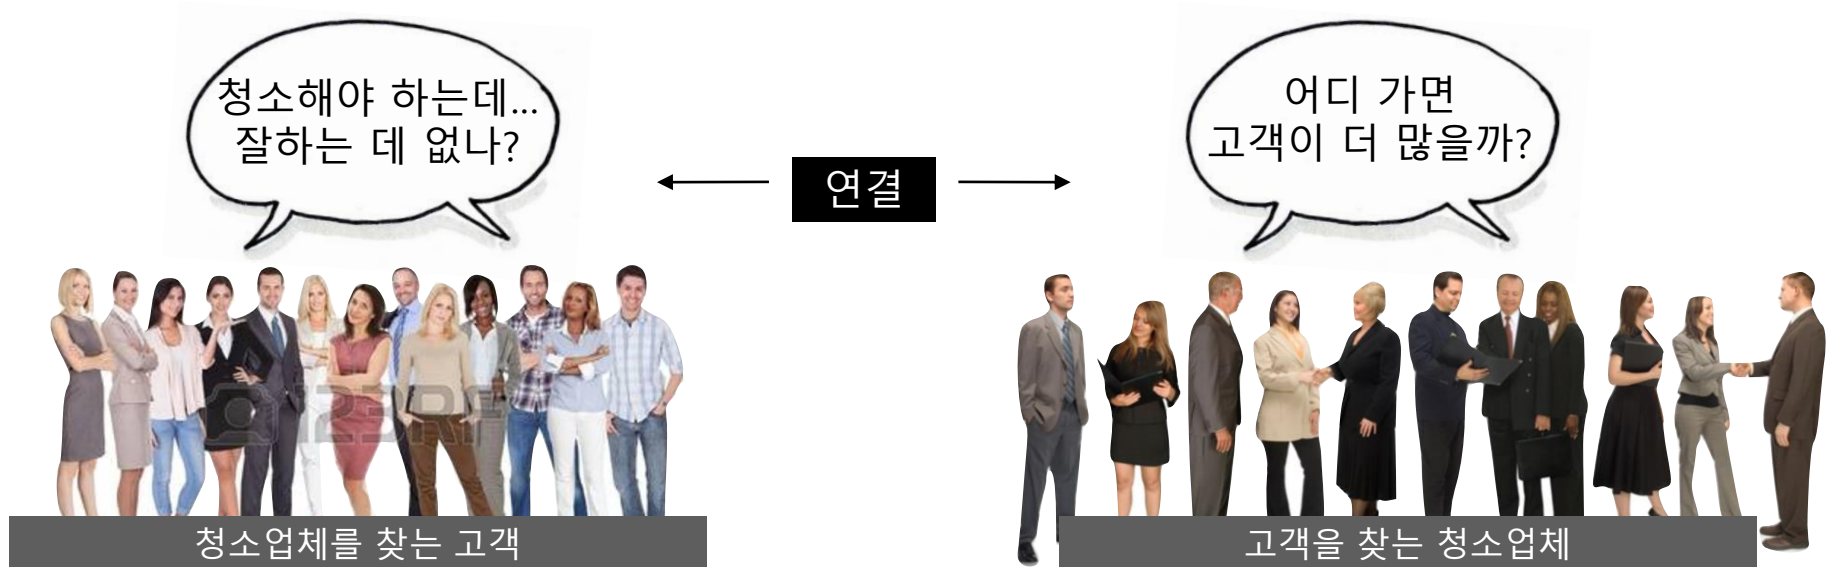 청소해야 하는데...
잘하는 데 없나?
어디 가면
고객이 더 많을까?
연결
123RF
청소업체를 찾는 고객
고객을 찾는 청소업체